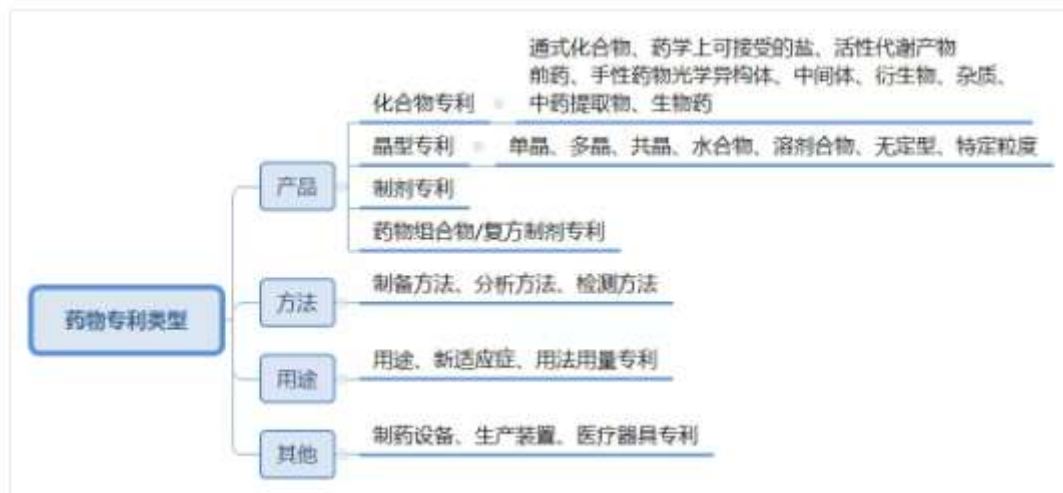 通式化合物、药学上可接受的盐、活性代谢产物
前药、手性药物光学异构体、中间体、衍生物、杂质、
化合物专利
中药提取物、生物药
晶型专利
单晶、多晶、共晶、水合物、溶剂合物、无定型、特定粒度
产品
制剂专利
药物组合物/复方制剂专利
药物专利类型
方法
制备方法、分析方法、检测方法
用途
用途、新适应症、用法用量专利
其他
制药设备、生产装置、医疗器具专利